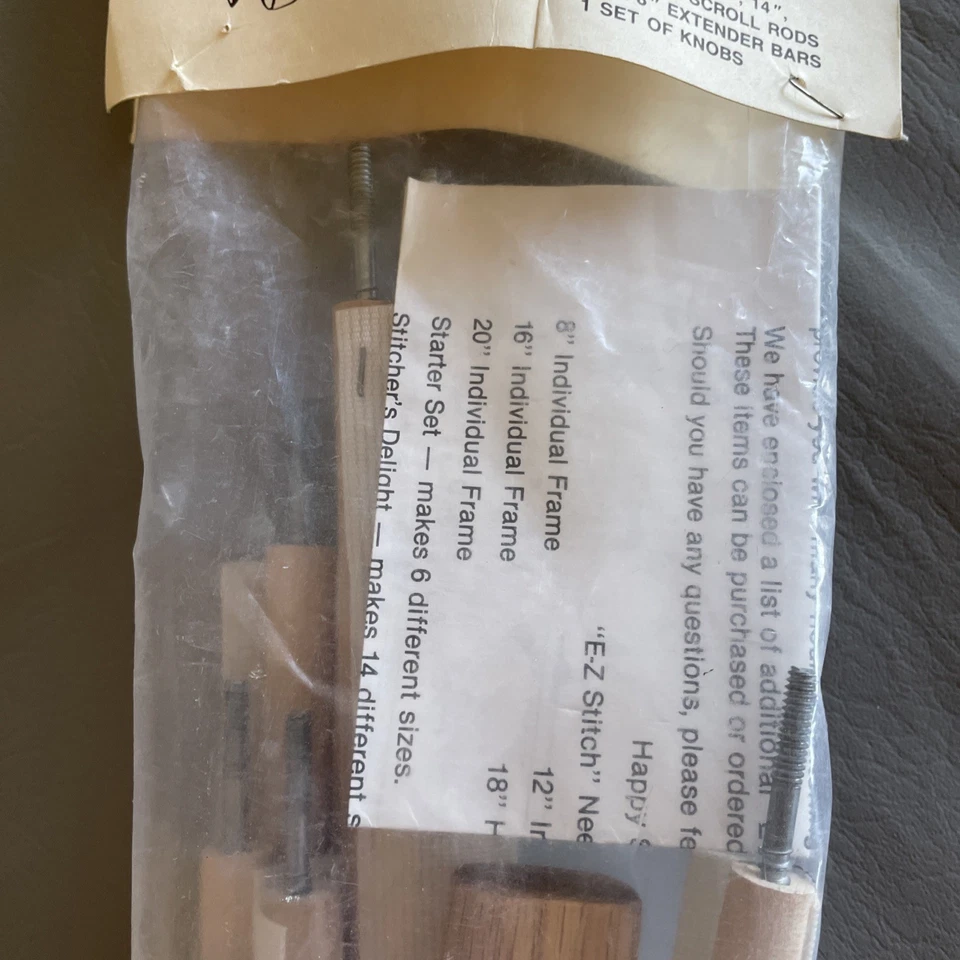 14",
SCROLL RODS
EXTENDER BARS
1 SET OF KNOBS
We have enclosed a list of additional
These items can be purchased or ordered
Should you have any questions, please
Happy
"E-Z Stitch"
8" Individual Frame
12"
16" Individual Frame
18"
20" Individual Frame
Starter Set — makes 6 different sizes.
Stitcher's Delight — makes 14 different